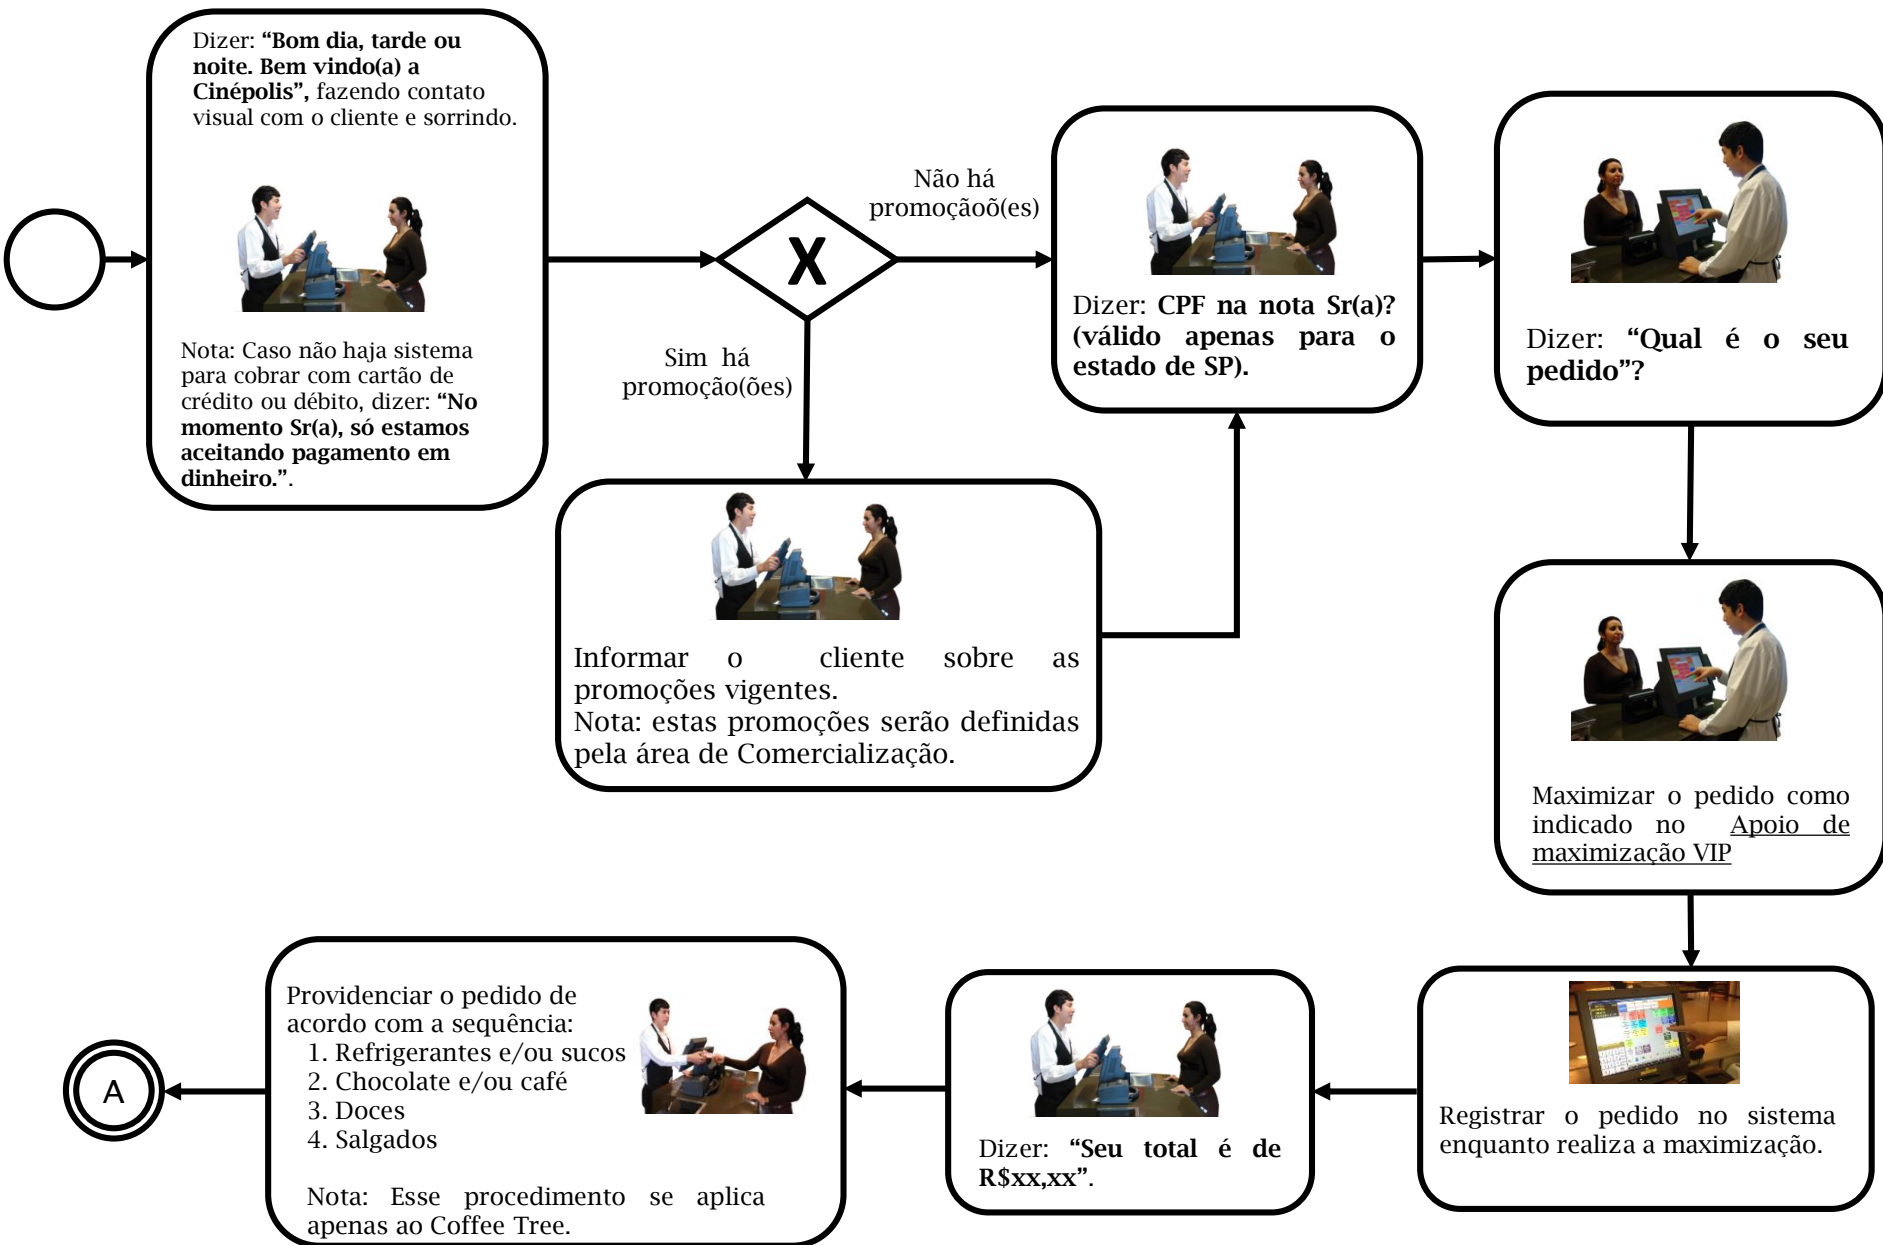 Dizer: “Bom dia, tarde ou
noite. Bem vindo(a) a
Cinépolis”, fazendo contato
visual com o cliente e sorrindo.
Nota: Caso não haja sistema
para cobrar com cartão de
crédito ou débito, dizer: “No
momento Sr(a), só estamos
aceitando pagamento em
dinheiro.”.
X
Não há
promoçãoõ(es)
Sim há
promoção(ões)
Informar o cliente sobre as
promoções vigentes.
Nota: estas promoções serão definidas
pela área de Comercialização.
Dizer: CPF na nota Sr(a)?
(válido apenas para o
estado de SP).
Dizer: “Qual é o seu
pedido”?
Maximizar o pedido como
indicado no Apoio de
maximização VIP
Registrar o pedido no sistema
enquanto realiza a maximização.
Dizer: “Seu total é de
R$xx,xx”.
Providenciar o pedido de
acordo com a sequência:
1. Refrigerantes e/ou sucos
2. Chocolate e/ou café
3. Doces
4. Salgados
Nota: Esse procedimento se aplica
apenas ao Coffee Tree.
A